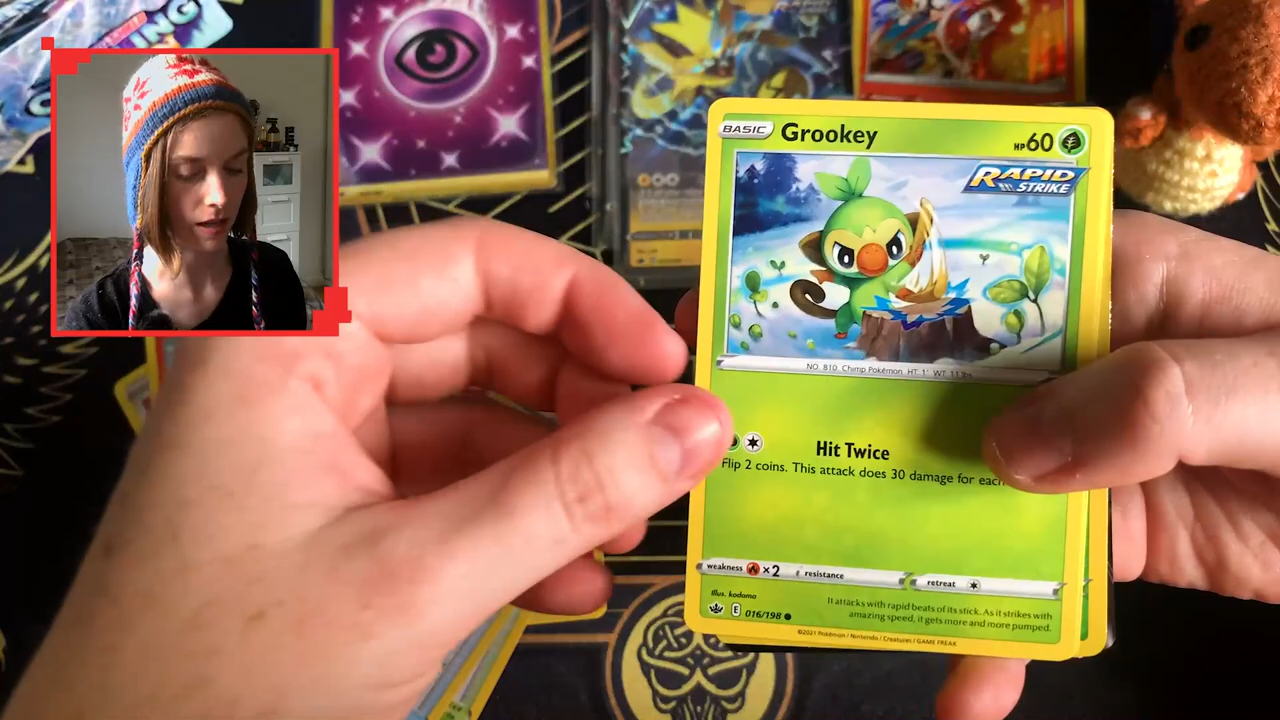 BASIC Grookey HP 60
RAPID STRIKE
NO. 810 Chimp Pokémon HT: 1' WT: 11 lbs
Hit Twice
Flip 2 coins. This attack does 30 damage for each
weakness ×2 resistance retreat
Illus. kodama
It attacks with rapid beats of its stick. As it strikes with
amazing speed, it gets more and more pumped.
E 016/198
©2021 Pokémon / Nintendo / Creatures / GAME FREAK